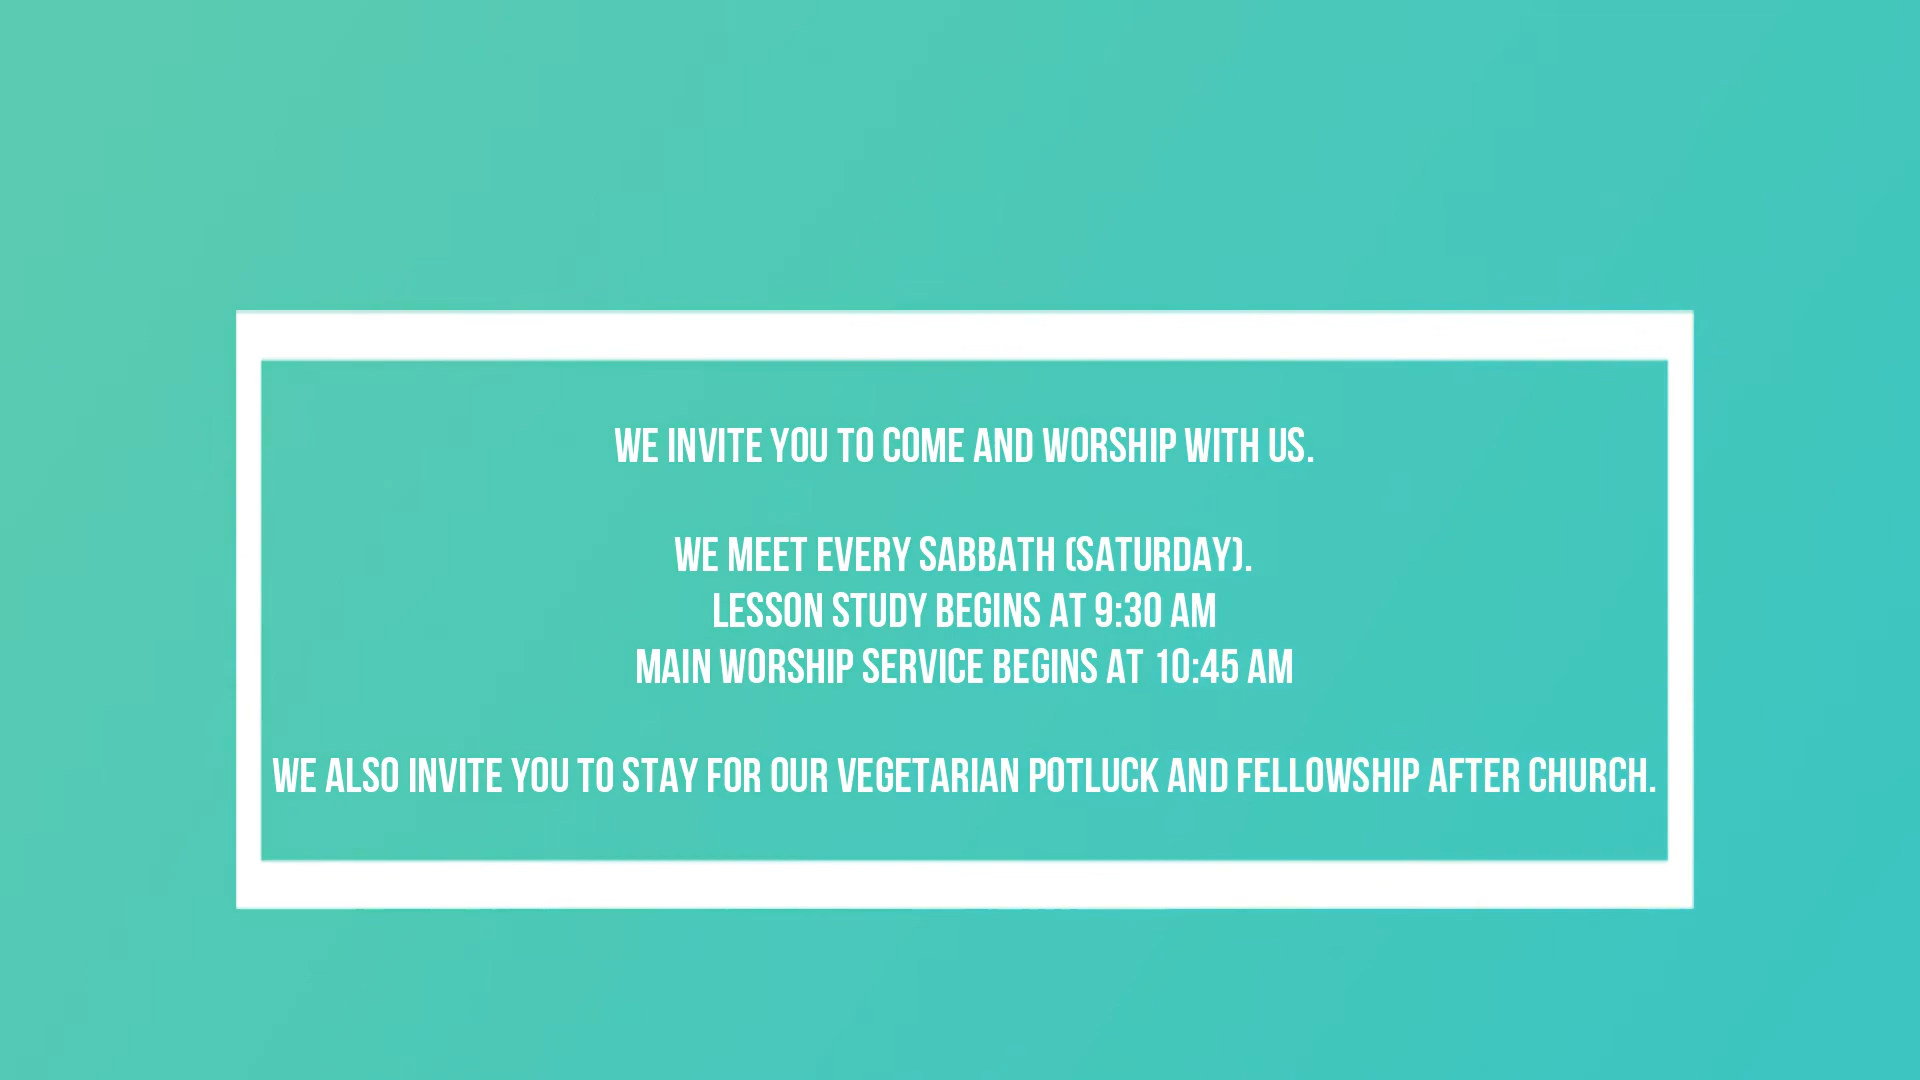 WE INVITE YOU TO COME AND WORSHIP WITH US.
WE MEET EVERY SABBATH (SATURDAY).
LESSON STUDY BEGINS AT 9:30 AM
MAIN WORSHIP SERVICE BEGINS AT 10:45 AM
WE ALSO INVITE YOU TO STAY FOR OUR VEGETARIAN POTLUCK AND FELLOWSHIP AFTER CHURCH.